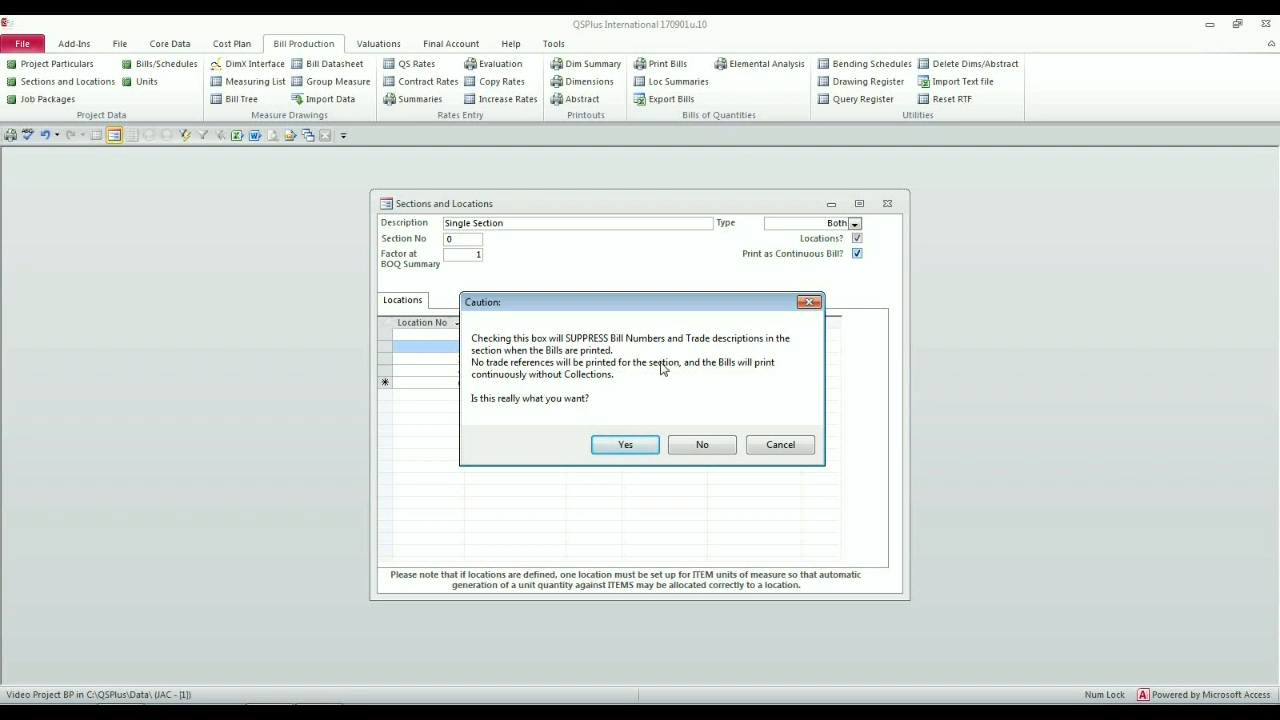 QSPlus International 170901u.10
File Add-Ins File Core Data Cost Plan Bill Production Valuations Final Account Help Tools
Project Particulars Bills/Schedules DimX Interface Bill Datasheet QS Rates Evaluation Dim Summary Print Bills Elemental Analysis Bending Schedules Delete Dims/Abstract
Sections and Locations Units Measuring List Group Measure Contract Rates Copy Rates Dimensions Loc Summaries Drawing Register Import Text file
Job Packages Bill Tree Import Data Summaries Increase Rates Abstract Export Bills Query Register Reset RTF
Project Data Measure Drawings Rates Entry Printouts Bills of Quantities Utilities
Sections and Locations
Description Single Section Type Both
Section No 0 Locations?
Factor at 1 Print as Continuous Bill?
BOQ Summary
Locations
Location No
Caution:
Checking this box will SUPPRESS Bill Numbers and Trade descriptions in the
section when the Bills are printed.
No trade references will be printed for the section, and the Bills will print
continuously without Collections.
Is this really what you want?
Yes No Cancel
Please note that if locations are defined, one location must be set up for ITEM units of measure so that automatic
generation of a unit quantity against ITEMS may be allocated correctly to a location.
Video Project BP in C:\QSPlus\Data\ (JAC - [1]) Num Lock Powered by Microsoft Access